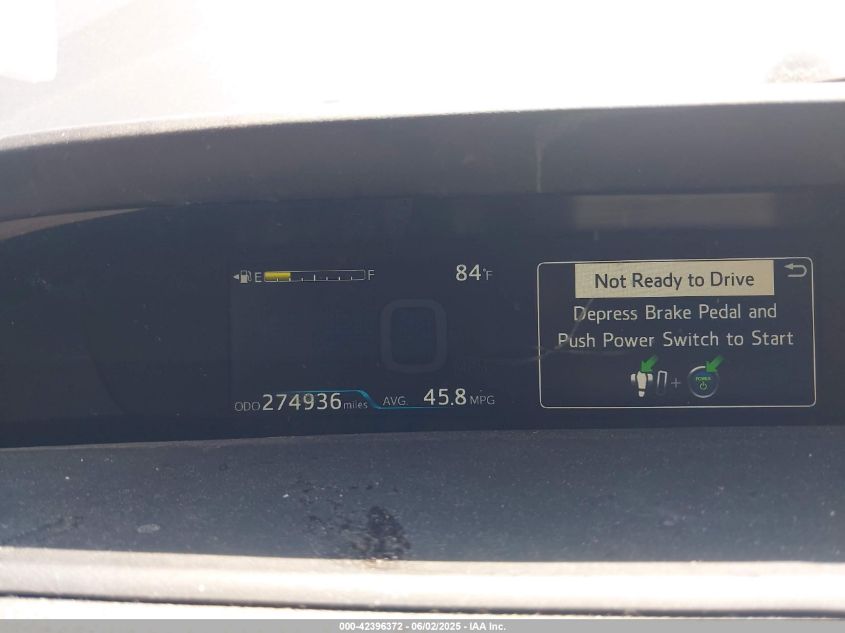 E F 84°F
Not Ready to Drive
Depress Brake Pedal and
Push Power Switch to Start
0
POWER
ODO 274936 miles AVG. 45.8 MPG
000-42396372 - 06/02/2025 - IAA Inc.